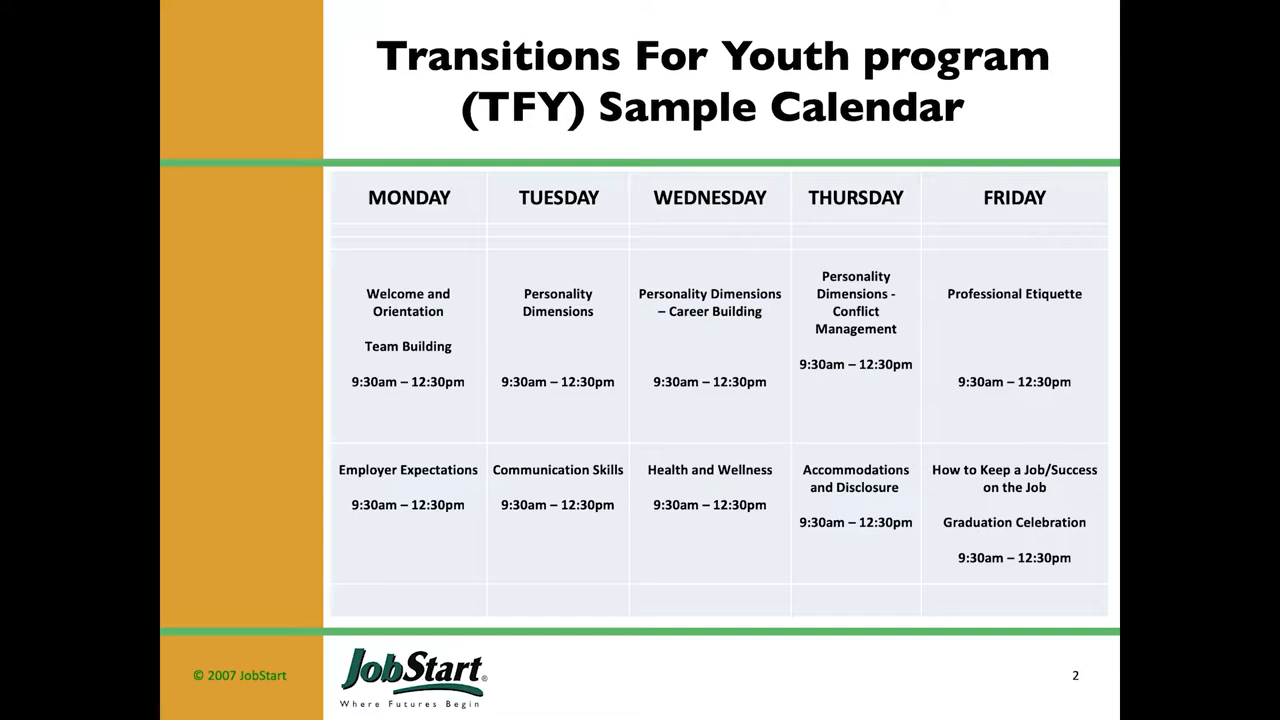 Transitions For Youth program
(TFY) Sample Calendar
MONDAY
TUESDAY
WEDNESDAY
THURSDAY
FRIDAY
Welcome and
Orientation
Team Building
9:30am – 12:30pm
Personality
Dimensions
9:30am – 12:30pm
Personality Dimensions
– Career Building
9:30am – 12:30pm
Personality
Dimensions -
Conflict
Management
9:30am – 12:30pm
Professional Etiquette
9:30am – 12:30pm
Employer Expectations
9:30am – 12:30pm
Communication Skills
9:30am – 12:30pm
Health and Wellness
9:30am – 12:30pm
Accommodations
and Disclosure
9:30am – 12:30pm
How to Keep a Job/Success
on the Job
Graduation Celebration
9:30am – 12:30pm
© 2007 JobStart
JobStart®
Where Futures Begin
2